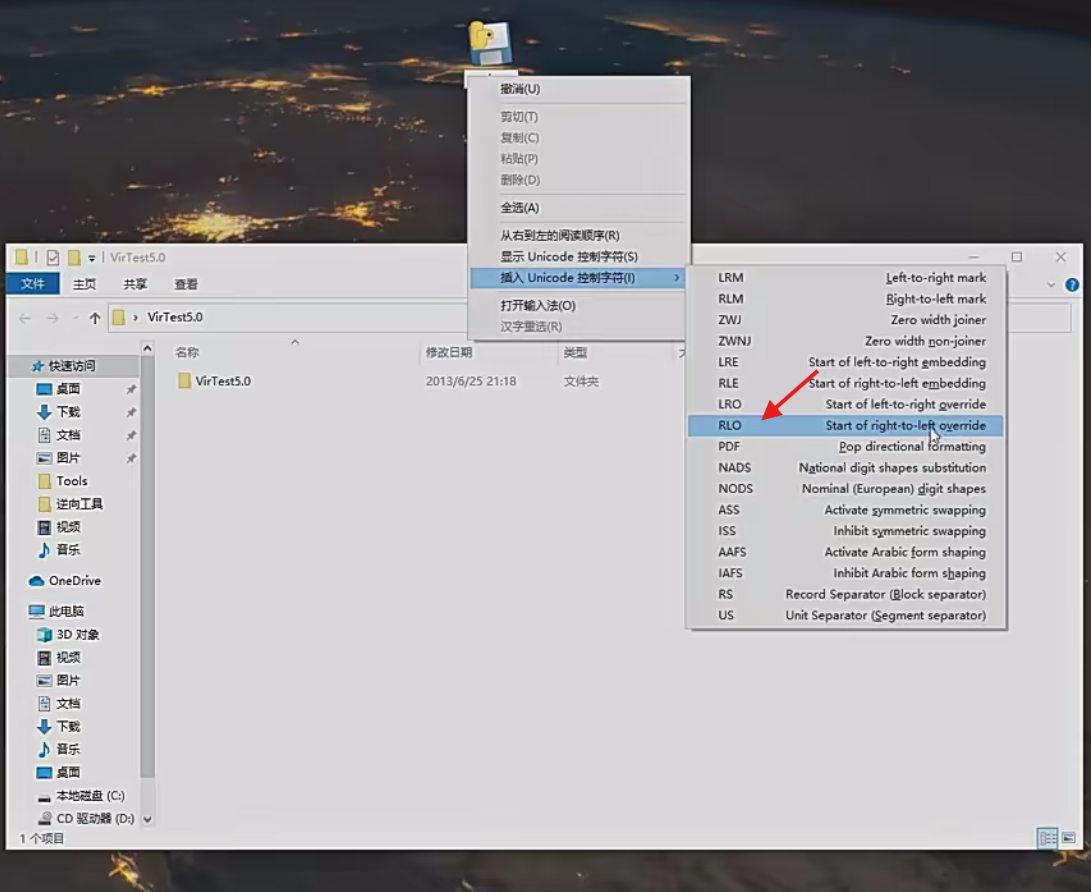 撤消(U)
剪切(T)
复制(C)
粘贴(P)
删除(D)
全选(A)
从右到左的阅读顺序(R)
显示 Unicode 控制字符(S)
插入 Unicode 控制字符(I)
打开输入法(O)
汉字重选(R)
LRM Left-to-right mark
RLM Right-to-left mark
ZWJ Zero width joiner
ZWNJ Zero width non-joiner
LRE Start of left-to-right embedding
RLE Start of right-to-left embedding
LRO Start of left-to-right override
RLO Start of right-to-left override
PDF Pop directional formatting
NADS National digit shapes substitution
NODS Nominal (European) digit shapes
ASS Activate symmetric swapping
ISS Inhibit symmetric swapping
AAFS Activate Arabic form shaping
IAFS Inhibit Arabic form shaping
RS Record Separator (Block separator)
US Unit Separator (Segment separator)
VirTest5.0
文件 主页 共享 查看
VirTest5.0
名称 修改日期 类型
VirTest5.0 2013/6/25 21:18 文件夹
快速访问
桌面
下载
文档
图片
Tools
逆向工具
视频
音乐
OneDrive
此电脑
3D 对象
视频
图片
文档
下载
音乐
桌面
本地磁盘 (C:)
CD 驱动器 (D:)
1 个项目